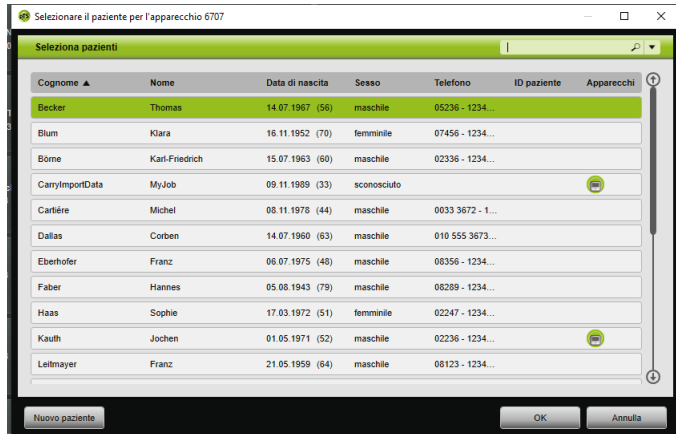 Selezionare il paziente per l'apparecchio 6707
Seleziona pazienti
Cognome ▲ Nome Data di nascita Sesso Telefono ID paziente Apparecchi
Becker Thomas 14.07.1967 (56) maschile 05236 - 1234...
Blum Klara 16.11.1952 (70) femminile 07456 - 1234...
Börne Karl-Friedrich 15.07.1963 (60) maschile 02336 - 1234...
CarryImportData MyJob 09.11.1989 (33) sconosciuto
Cartiére Michel 08.11.1978 (44) maschile 0033 3672 - 1...
Dallas Corben 14.07.1960 (63) maschile 010 555 3673...
Eberhofer Franz 06.07.1975 (48) maschile 08356 - 1234...
Faber Hannes 05.08.1943 (79) maschile 08289 - 1234...
Haas Sophie 17.03.1972 (51) femminile 02247 - 1234...
Kauth Jochen 01.05.1971 (52) maschile 02236 - 1234...
Leitmayer Franz 21.05.1959 (64) maschile 08123 - 1234...
Nuovo paziente OK Annulla